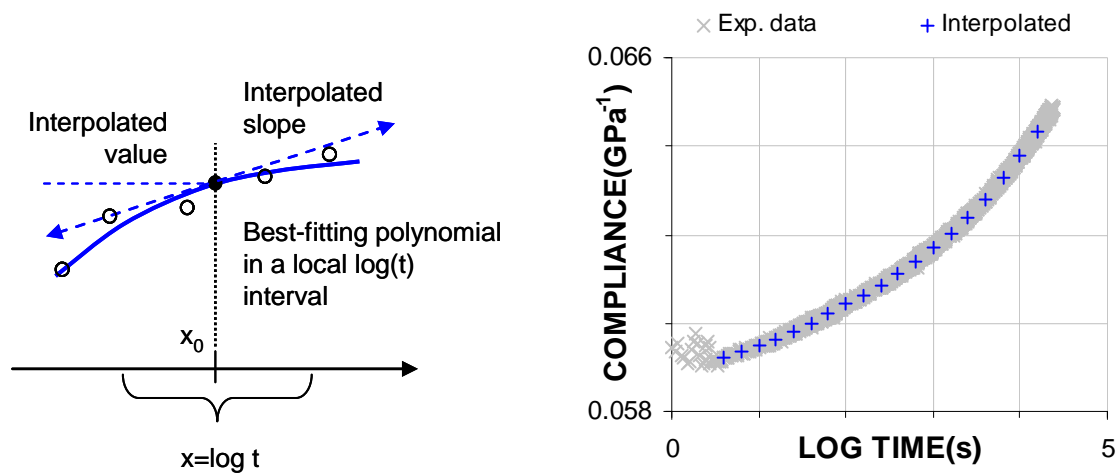 Interpolated
value
Interpolated
slope
Best-fitting polynomial
in a local log(t)
interval
x₀
x=log t
× Exp. data + Interpolated
0.066
COMPLIANCE(GPa⁻¹)
0.058
0 5
LOG TIME(s)